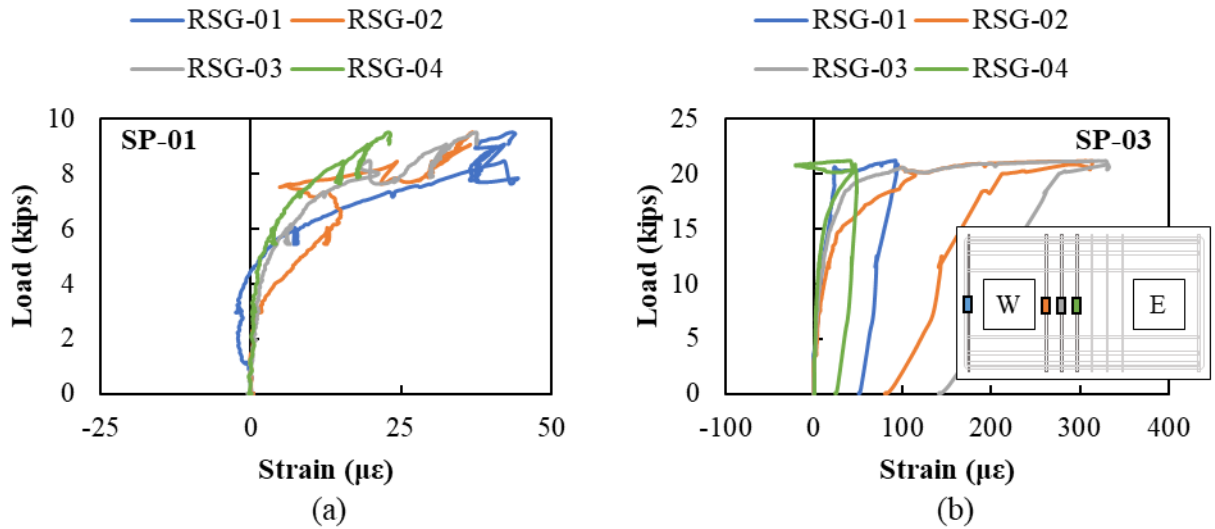 RSG-01 RSG-02
RSG-03 RSG-04
SP-01
10
8
6
4
2
0
-25 0 25 50
Load (kips)
Strain (µε)
(a)
RSG-01 RSG-02
RSG-03 RSG-04
SP-03
25
20
15
10
5
0
-100 0 100 200 300 400
Load (kips)
Strain (µε)
W E
(b)